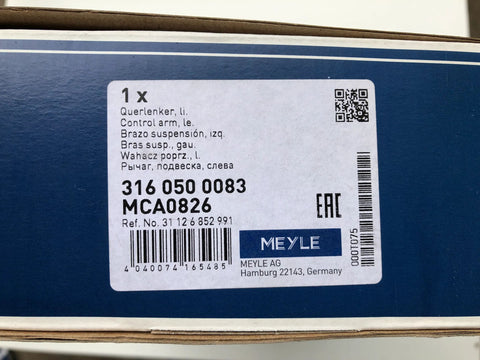 1 x
Querlenker, li.
Control arm, le.
Brazo suspensión, izq.
Bras susp., gau.
Wahacz poprz., l.
Рычаг, подвеска, слева
316 050 0083
MCA0826
Ref. No. 31 12 6 852 991
4 040074 165485
EAC
MEYLE
MEYLE AG
Hamburg 22143, Germany
000T075